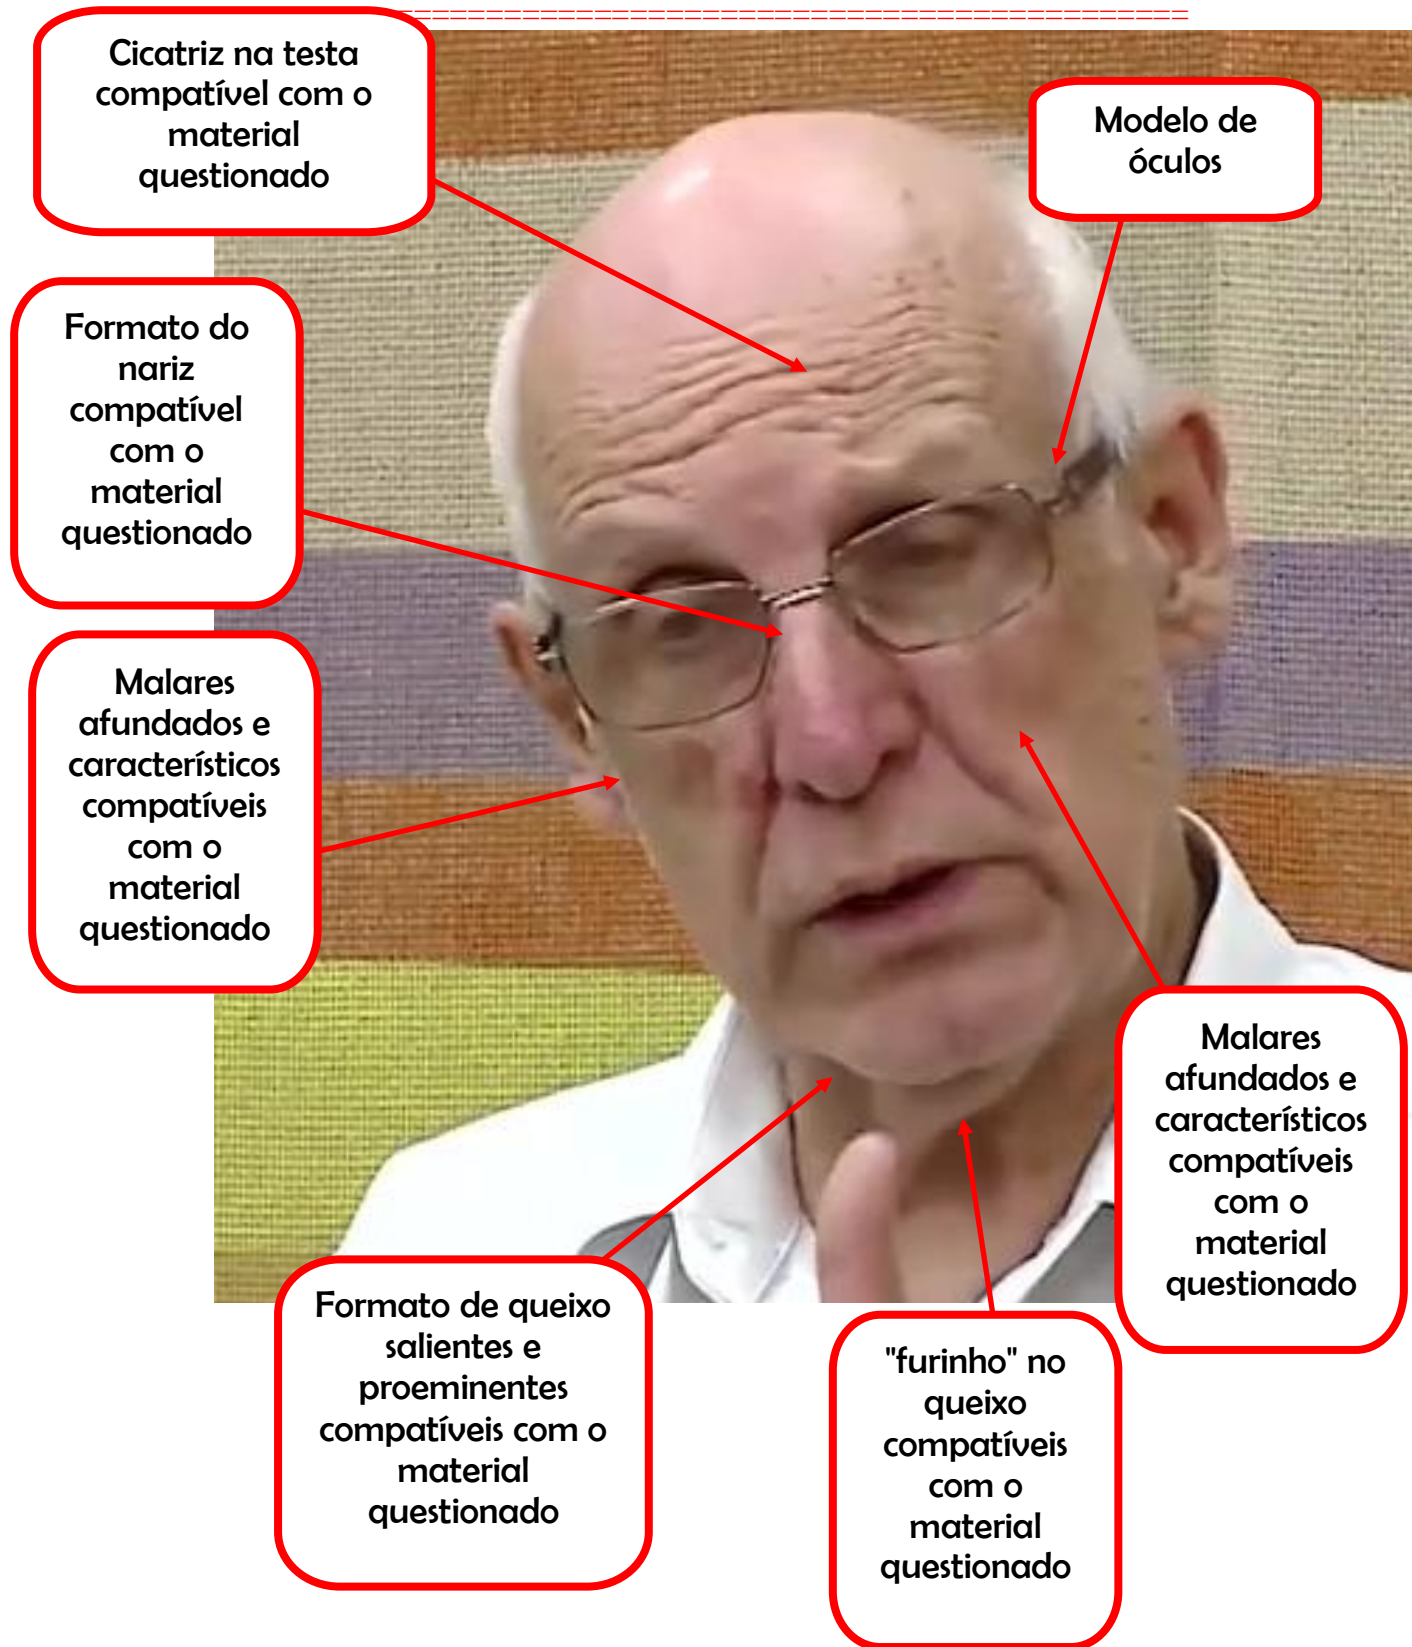 Cicatriz na testa
compatível com o
material
questionado
Modelo de
óculos
Formato do
nariz
compatível
com o
material
questionado
Malares
afundados e
característicos
compatíveis
com o
material
questionado
Malares
afundados e
característicos
compatíveis
com o
material
questionado
Formato de queixo
salientes e
proeminentes
compatíveis com o
material
questionado
"furinho" no
queixo
compatíveis
com o
material
questionado